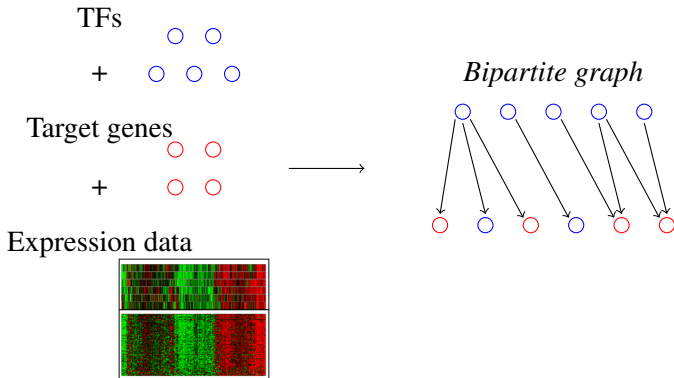 TFs
+
Target genes
+
Expression data
Bipartite graph